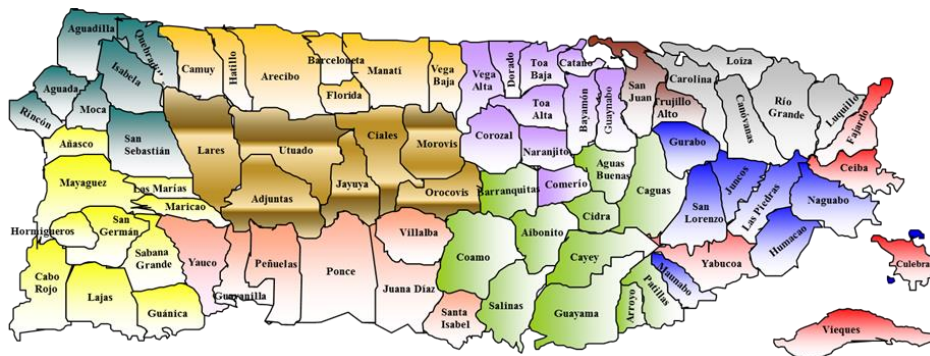 Aguadilla
Quebradillas
Isabela
Camuy
Hatillo
Arecibo
Barceloneta
Florida
Manatí
Vega
Baja
Vega
Alta
Dorado
Toa
Baja
Cataño
Toa
Alta
Bayamón
Guaynabo
San
Juan
Trujillo
Alto
Carolina
Loíza
Canóvanas
Río
Grande
Luquillo
Fajardo
Ceiba
Aguada
Rincón
Moca
San
Sebastián
Añasco
Mayaguez
Las Marías
Maricao
Lares
Utuado
Adjuntas
Jayuya
Ciales
Morovis
Orocovis
Corozal
Naranjito
Barranquitas
Comerío
Aguas
Buenas
Caguas
Gurabo
San
Lorenzo
Juncos
Las Piedras
Naguabo
Humacao
Hormigueros
San
Germán
Sabana
Grande
Cabo
Rojo
Lajas
Guánica
Yauco
Guyanilla
Peñuelas
Ponce
Villalba
Juana Díaz
Santa
Isabel
Coamo
Aibonito
Cidra
Cayey
Salinas
Guayama
Arroyo
Patillas
Maunabo
Yabucoa
Culebra
Vieques